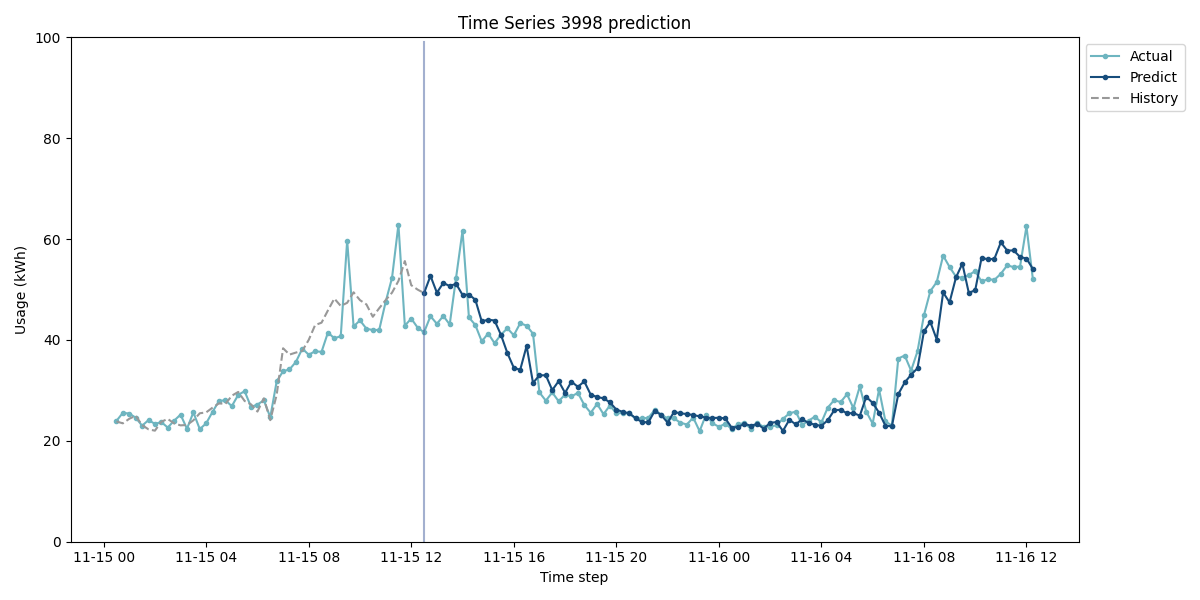 Time Series 3998 prediction
100
80
60
40
20
0
Usage (kWh)
11-15 00
11-15 04
11-15 08
11-15 12
11-15 16
11-15 20
11-16 00
11-16 04
11-16 08
11-16 12
Time step
Actual
Predict
History